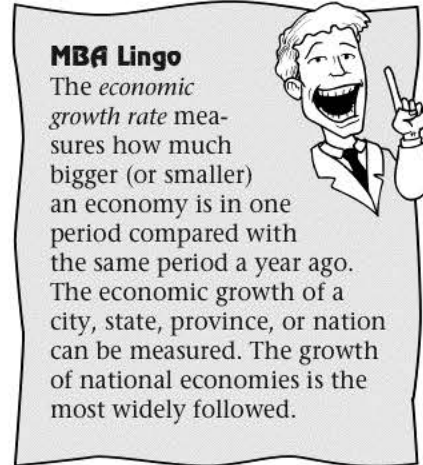 MBA Lingo
The economic
growth rate mea-
sures how much
bigger (or smaller)
an economy is in one
period compared with
the same period a year ago.
The economic growth of a
city, state, province, or nation
can be measured. The growth
of national economies is the
most widely followed.